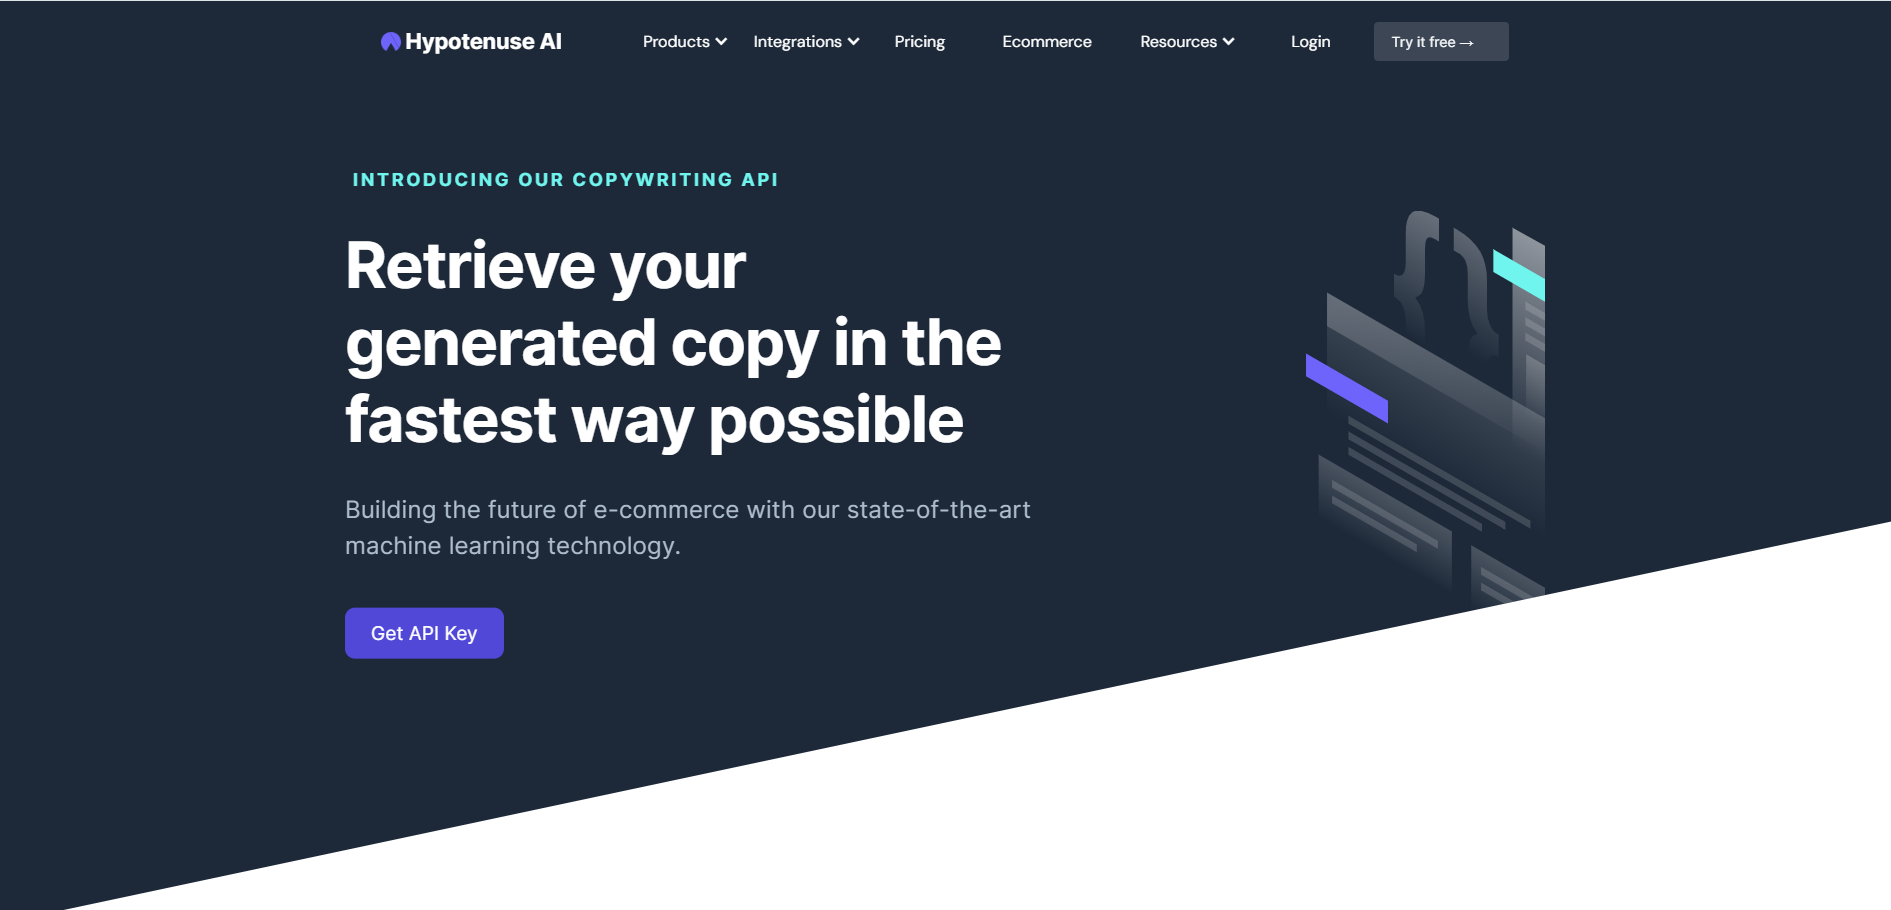 Hypotenuse AI Products Integrations Pricing Ecommerce Resources Login Try it free →
INTRODUCING OUR COPYWRITING API
Retrieve your
generated copy in the
fastest way possible
Building the future of e-commerce with our state-of-the-art
machine learning technology.
Get API Key